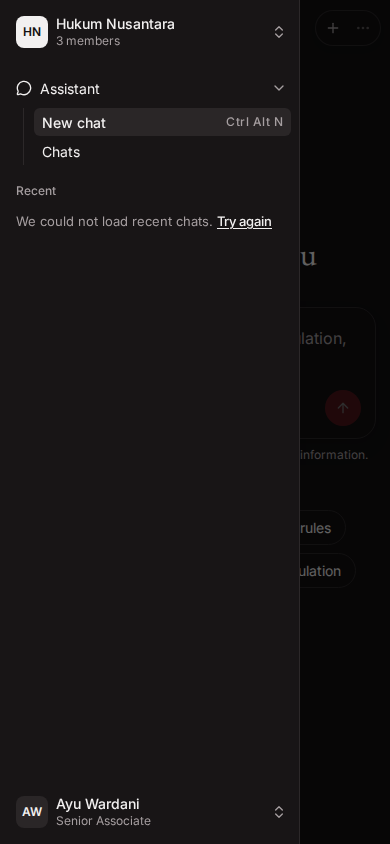 HN
Hukum Nusantara
3 members
Assistant
New chat
Ctrl Alt N
Chats
Recent
We could not load recent chats. Try again
u
lation,
information.
rules
ulation
AW
Ayu Wardani
Senior Associate